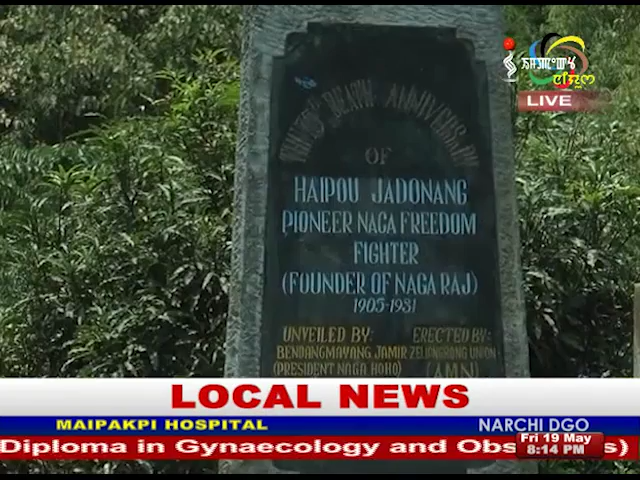 BIRTH ANNIVERSARY
OF
HAIPOU JADONANG
PIONEER NAGA FREEDOM
FIGHTER
(FOUNDER OF NAGA RAJ)
1905-1931
UNVEILED BY:
BENDANGMAYANG JAMIR
(PRESIDENT NAGA HOHO)
ERECTED BY:
ZELIANGRONG UNION
(AMN)
LIVE
LOCAL NEWS
MAIPAKPI HOSPITAL
NARCHI DGO
Diploma in Gynaecology and Obs s)
Fri 19 May
8:14 PM